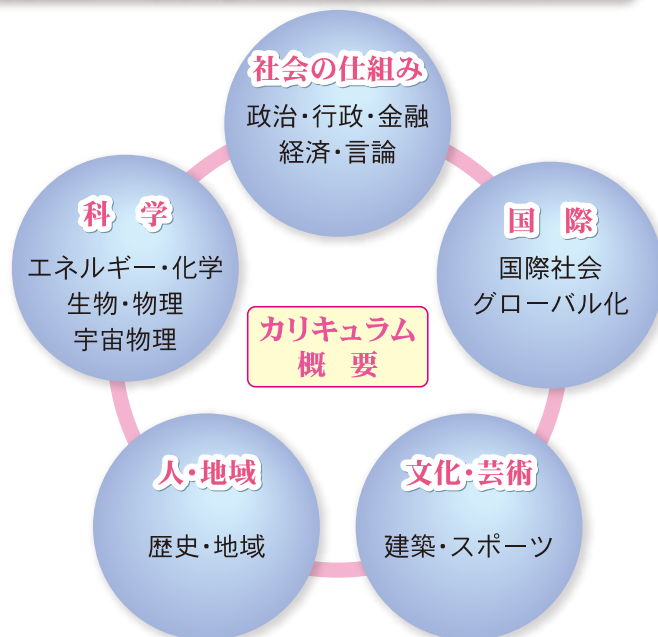 社会の仕組み
政治・行政・金融
経済・言論
国　際
国際社会
グローバル化
文化・芸術
建築・スポーツ
人・地域
歴史・地域
科　学
エネルギー・化学
生物・物理
宇宙物理
カリキュラム
概　要